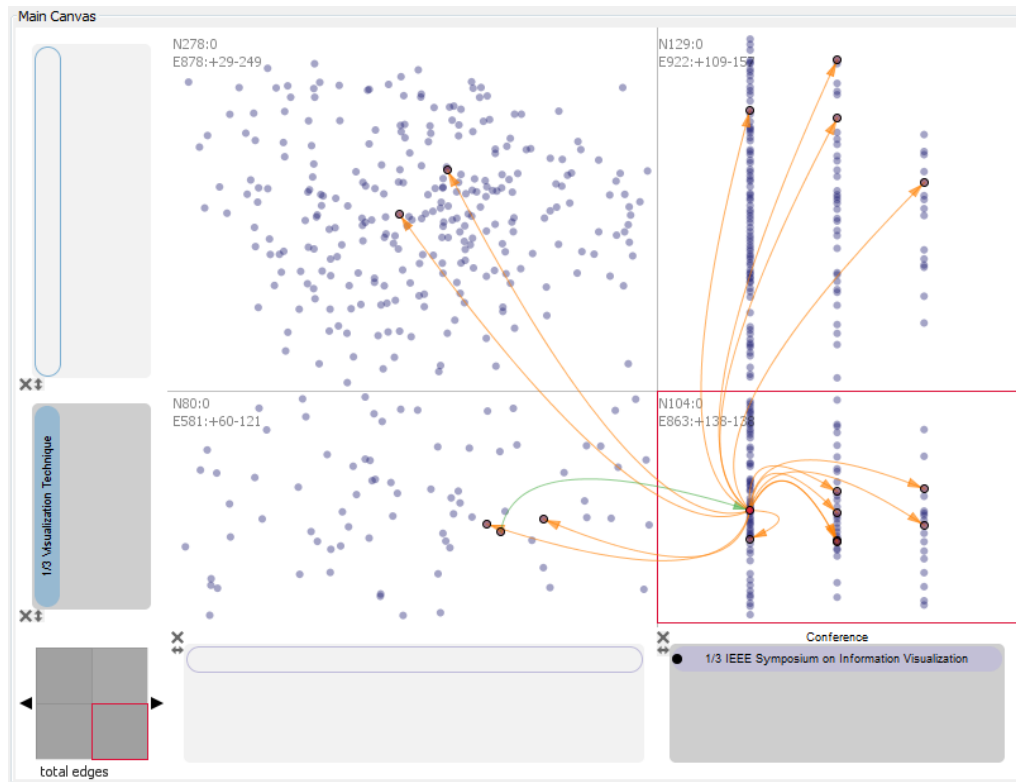 Main Canvas
N278:0
E878:+29-249
N129:0
E922:+109-157
N80:0
E581:+60-121
N104:0
E863:+138-138
1/3 Visualization Technique
Conference
1/3 IEEE Symposium on Information Visualization
total edges